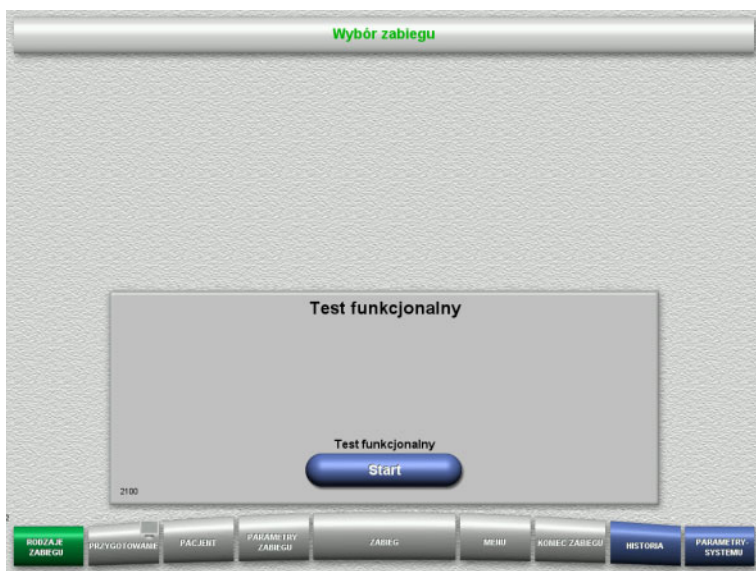 Wybór zabiegu
Test funkcjonalny
Test funkcjonalny
Start
2100
2
RODZAJE
ZABIEGU
PRZYGOTOWANIE
PACJENT
PARAMETRY
ZABIEGU
ZABIEG
MENU
KONIEC ZABIEGU
HISTORIA
PARAMETRY-
SYSTEMU